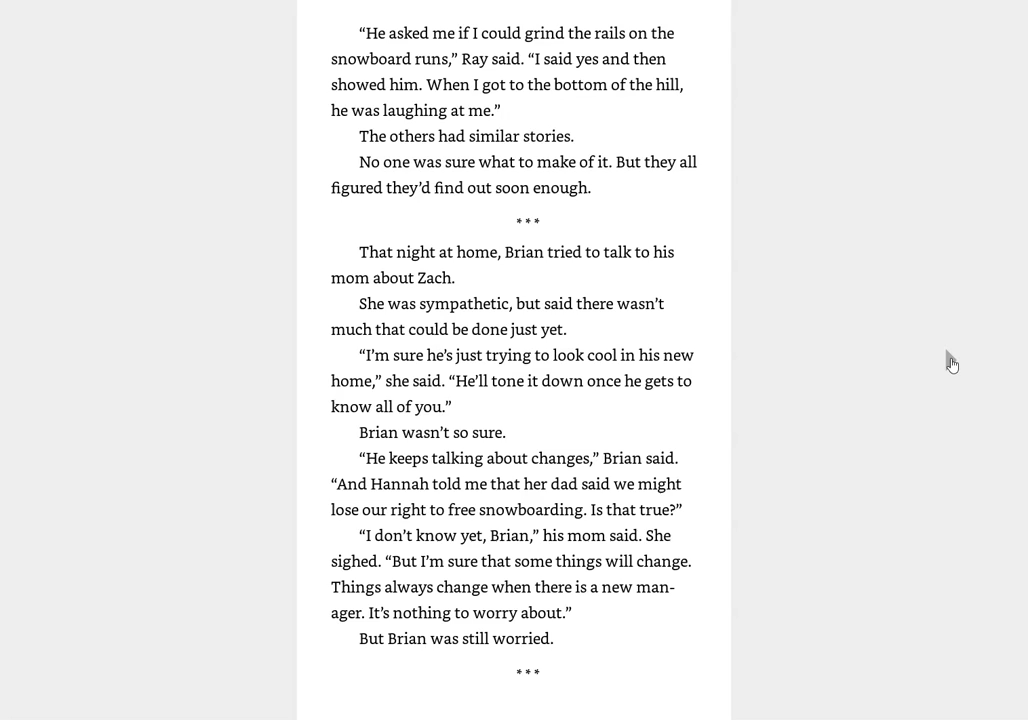 “He asked me if I could grind the rails on the
snowboard runs,” Ray said. “I said yes and then
showed him. When I got to the bottom of the hill,
he was laughing at me.”
The others had similar stories.
No one was sure what to make of it. But they all
figured they’d find out soon enough.
***
That night at home, Brian tried to talk to his
mom about Zach.
She was sympathetic, but said there wasn’t
much that could be done just yet.
“I’m sure he’s just trying to look cool in his new
home,” she said. “He’ll tone it down once he gets to
know all of you.”
Brian wasn’t so sure.
“He keeps talking about changes,” Brian said.
“And Hannah told me that her dad said we might
lose our right to free snowboarding. Is that true?”
“I don’t know yet, Brian,” his mom said. She
sighed. “But I’m sure that some things will change.
Things always change when there is a new man-
ager. It’s nothing to worry about.”
But Brian was still worried.
***